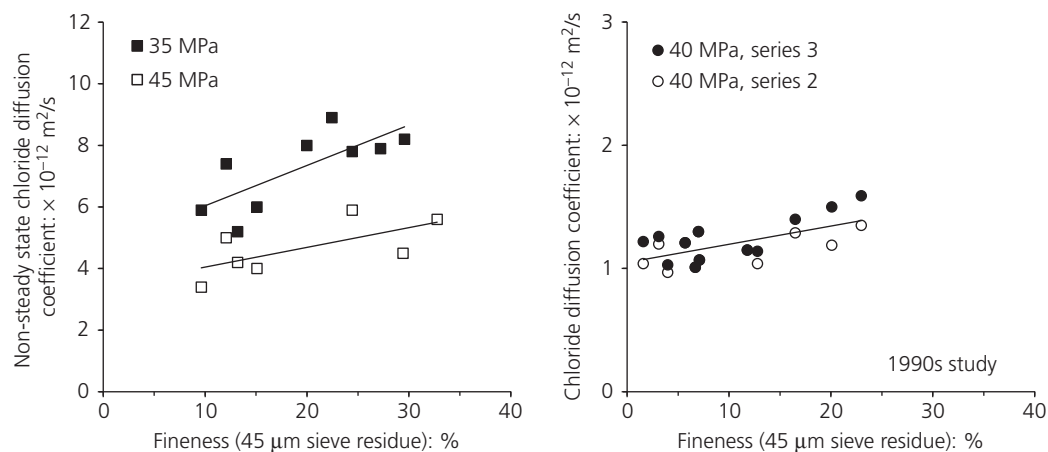 Non-steady state chloride diffusion
coefficient: × 10⁻¹² m²/s
12
10
8
6
4
2
0
35 MPa
45 MPa
0
10
20
30
40
Fineness (45 μm sieve residue): %
Chloride diffusion coefficient: × 10⁻¹² m²/s
3
2
1
0
40 MPa, series 3
40 MPa, series 2
1990s study
0
10
20
30
40
Fineness (45 μm sieve residue): %